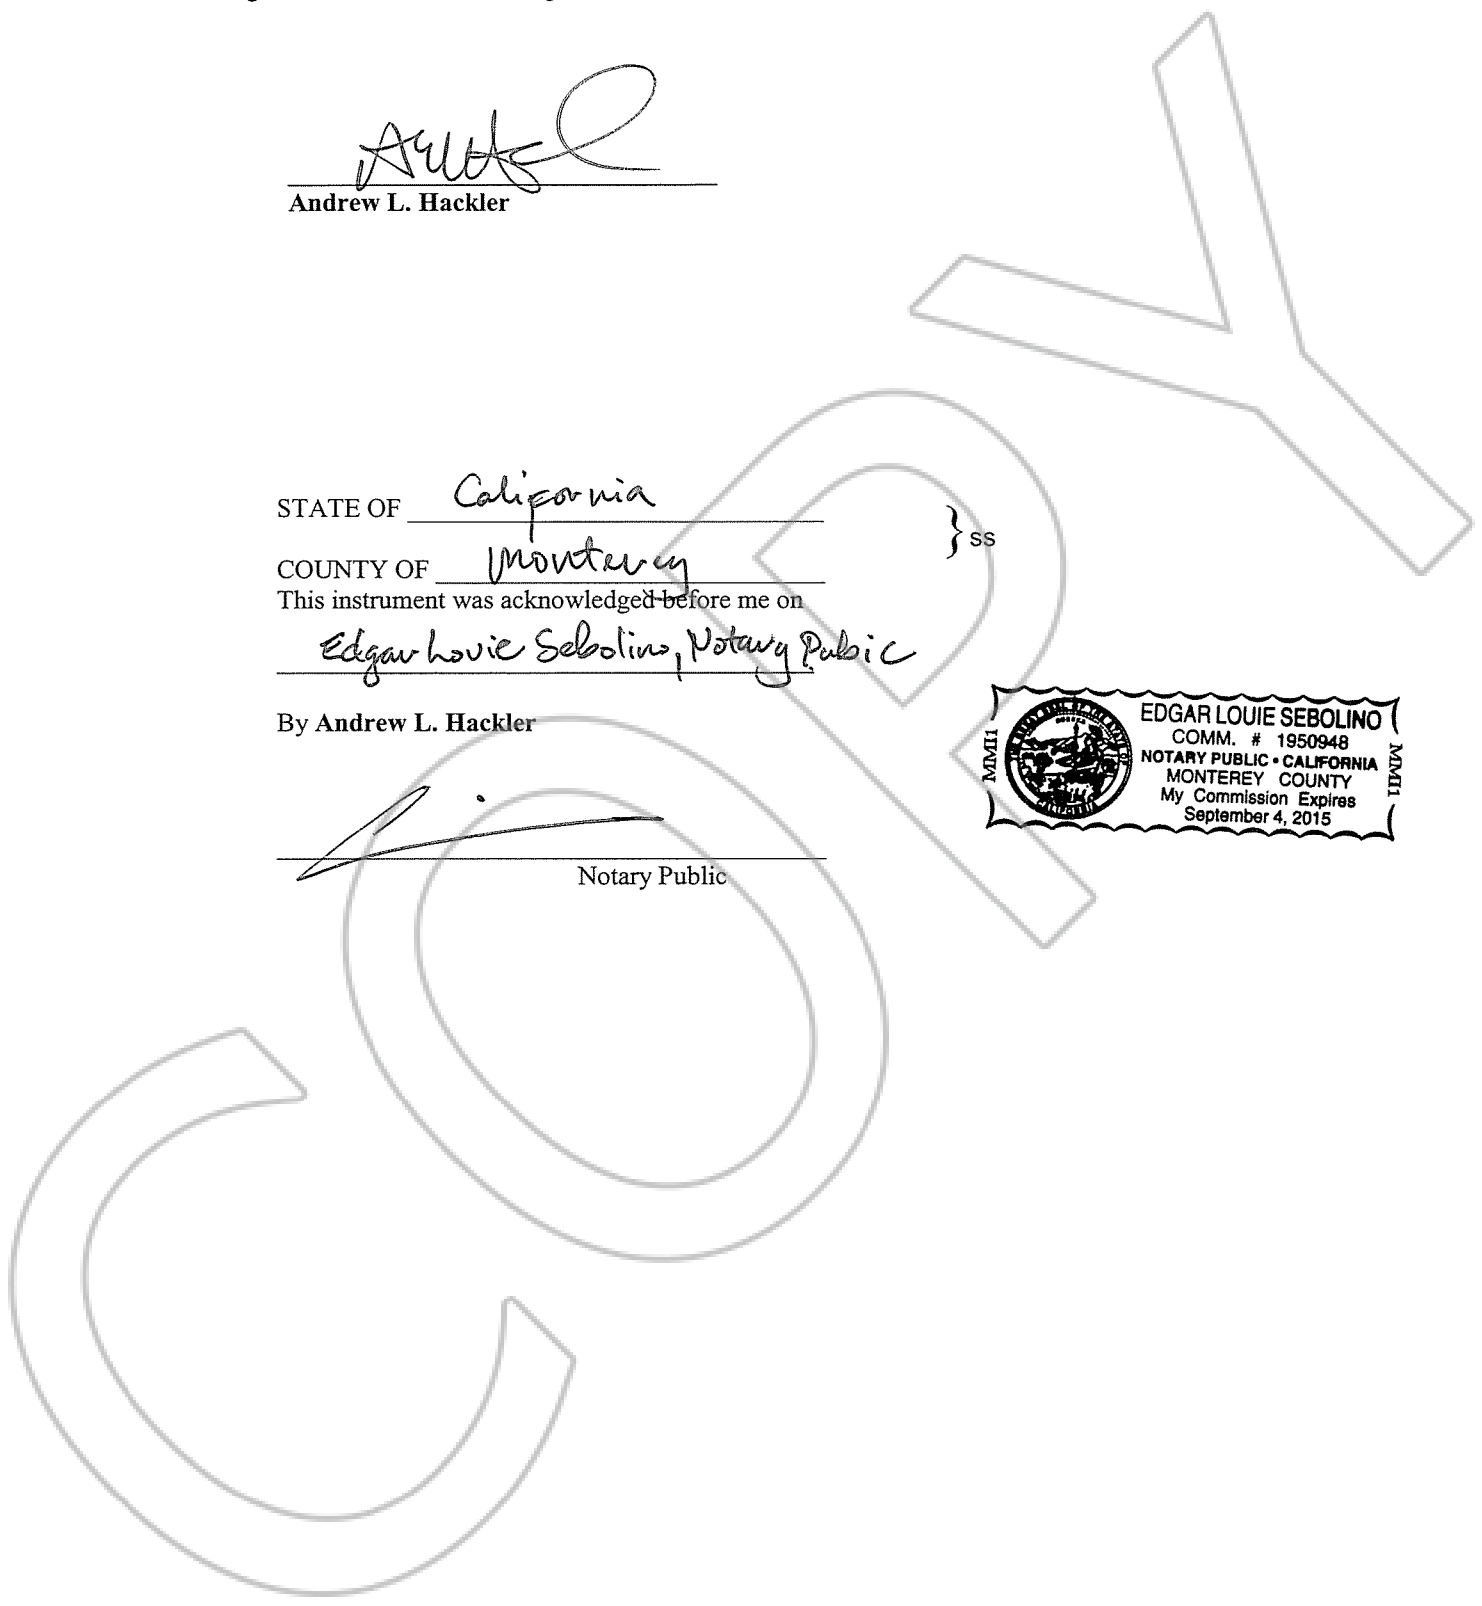 Andrew L. Hackler
STATE OF California
} ss
COUNTY OF Monterey
This instrument was acknowledged before me on
Edgar Louie Sebolino, Notary Pubic
By Andrew L. Hackler
Notary Public
EDGAR LOUIE SEBOLINO
COMM. # 1950948
NOTARY PUBLIC • CALIFORNIA
MONTEREY COUNTY
My Commission Expires
September 4, 2015
MMI1
MMI1
CALIFORNIA
COPY